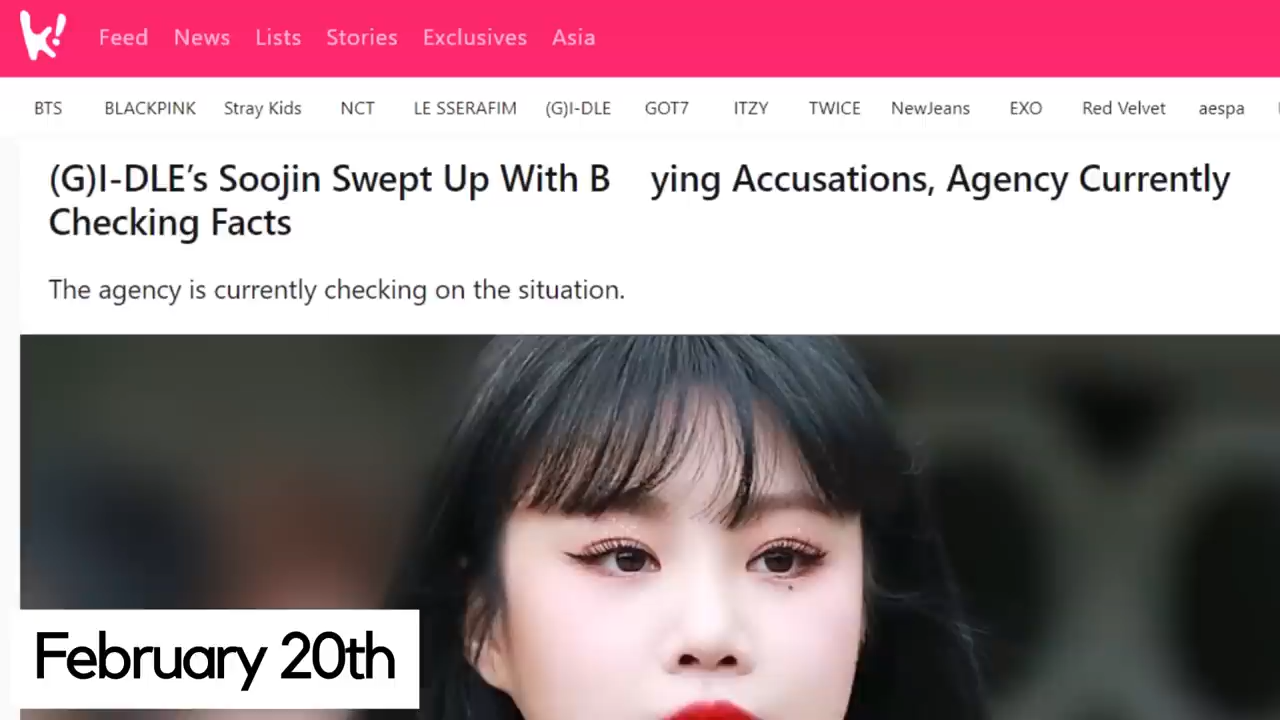 k!
Feed News Lists Stories Exclusives Asia
BTS BLACKPINK Stray Kids NCT LE SSERAFIM (G)I-DLE GOT7 ITZY TWICE NewJeans EXO Red Velvet aespa
(G)I-DLE’s Soojin Swept Up With B ying Accusations, Agency Currently
Checking Facts
The agency is currently checking on the situation.
February 20th